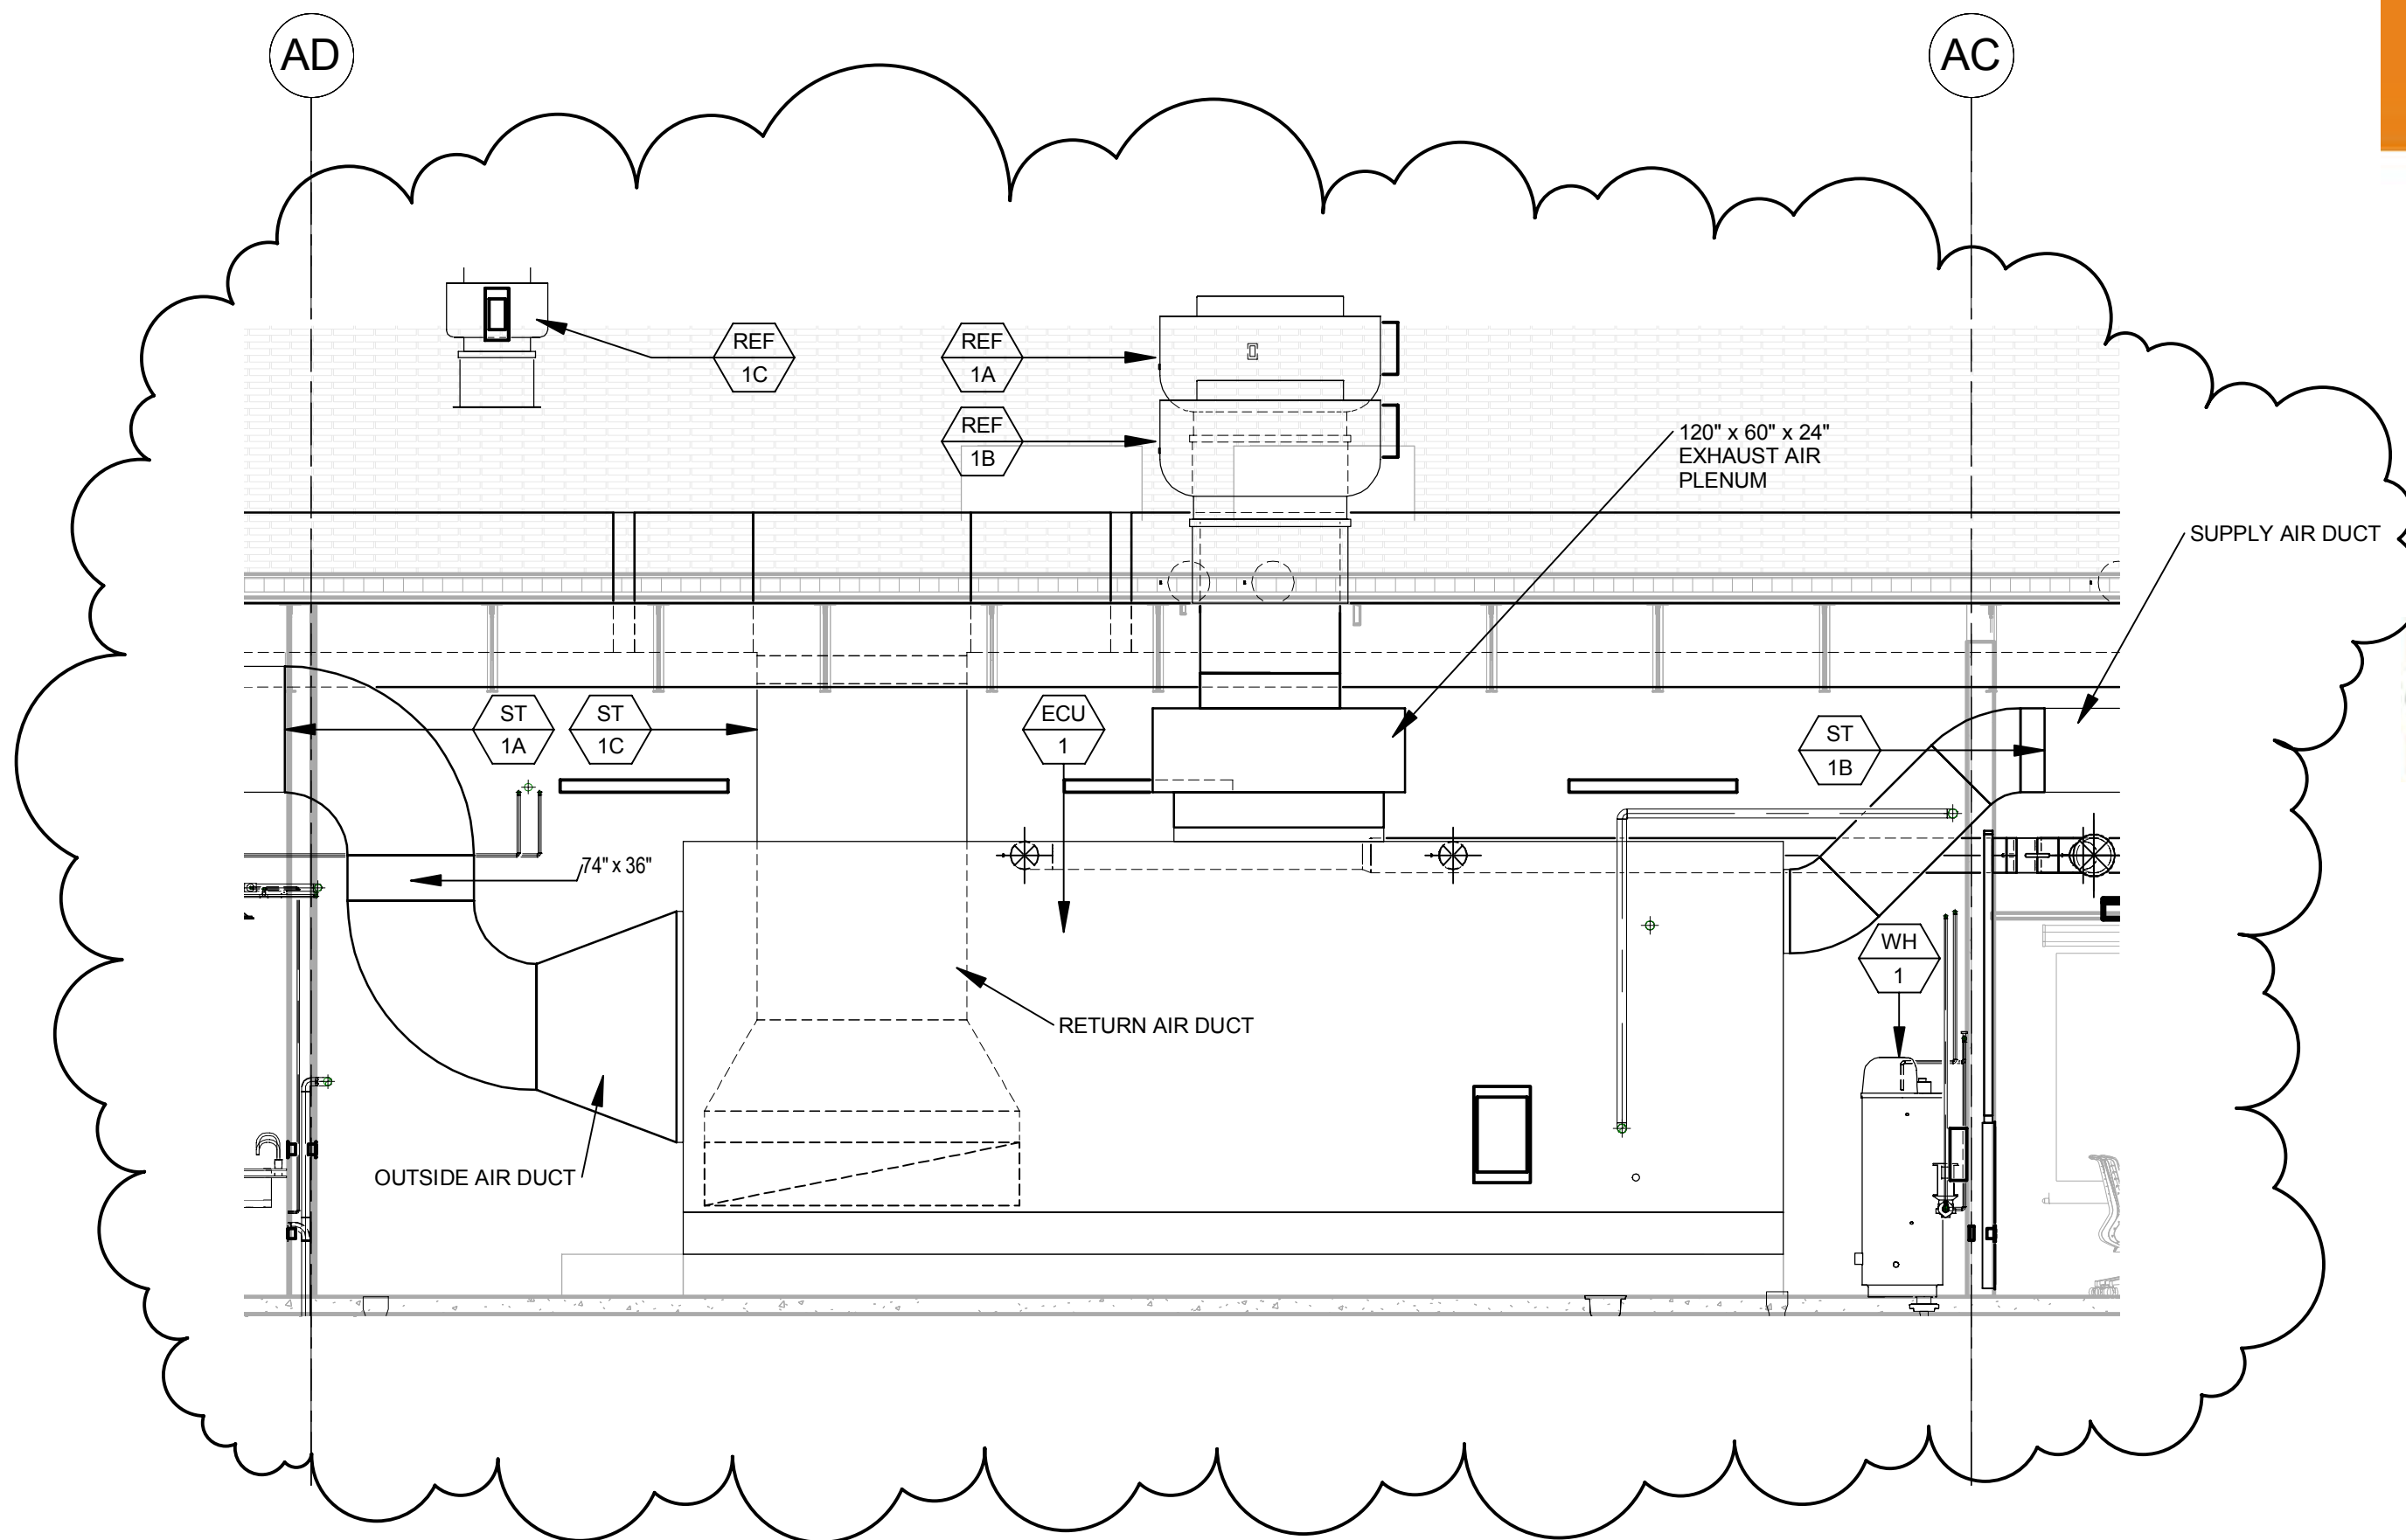 AD
AC
REF
1C
REF
1A
REF
1B
120" x 60" x 24"
EXHAUST AIR
PLENUM
SUPPLY AIR DUCT
ST
1A
ST
1C
ECU
1
ST
1B
74" x 36"
WH
1
RETURN AIR DUCT
OUTSIDE AIR DUCT